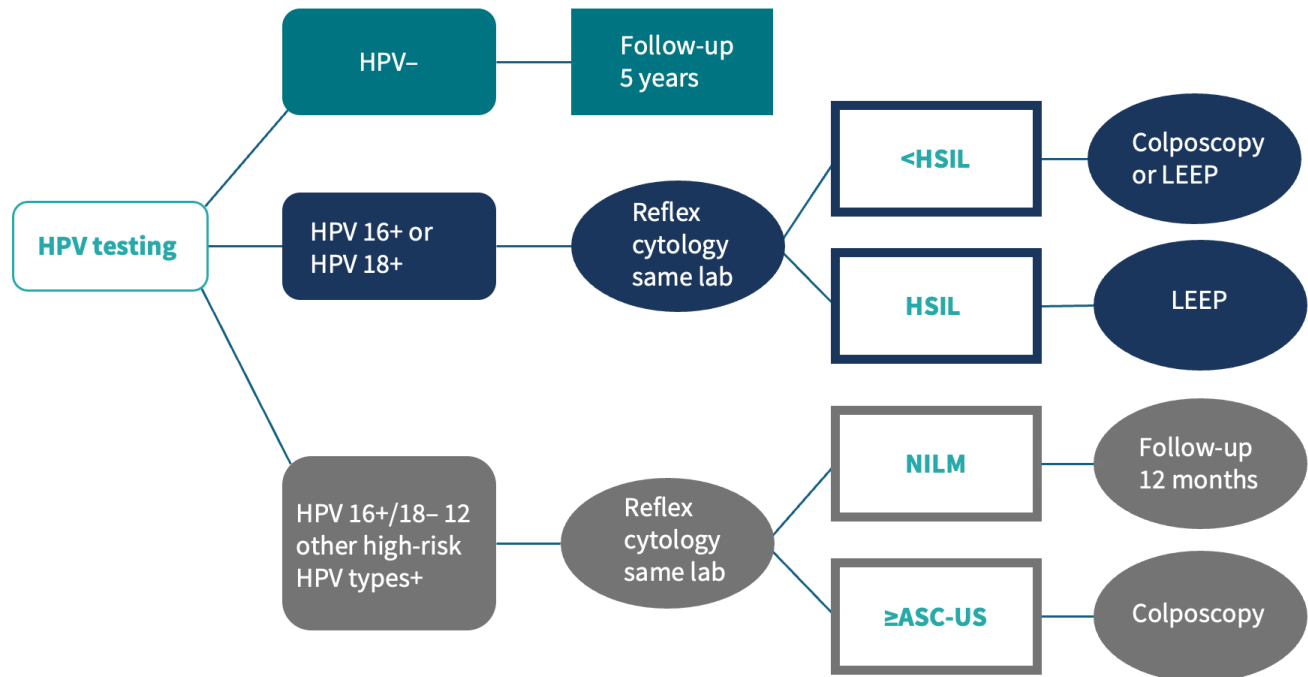 HPV testing
HPV–
Follow-up
5 years
HPV 16+ or
HPV 18+
Reflex
cytology
same lab
<HSIL
Colposcopy
or LEEP
HSIL
LEEP
HPV 16+/18– 12
other high-risk
HPV types+
Reflex
cytology
same lab
NILM
Follow-up
12 months
≥ASC-US
Colposcopy